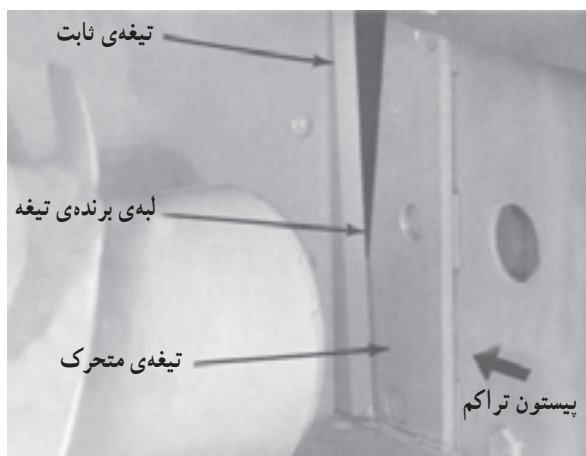 تیغه‌ی ثابت
لبه‌ی برنده‌ی تیغه
تیغه‌ی متحرک
پیستون تراکم